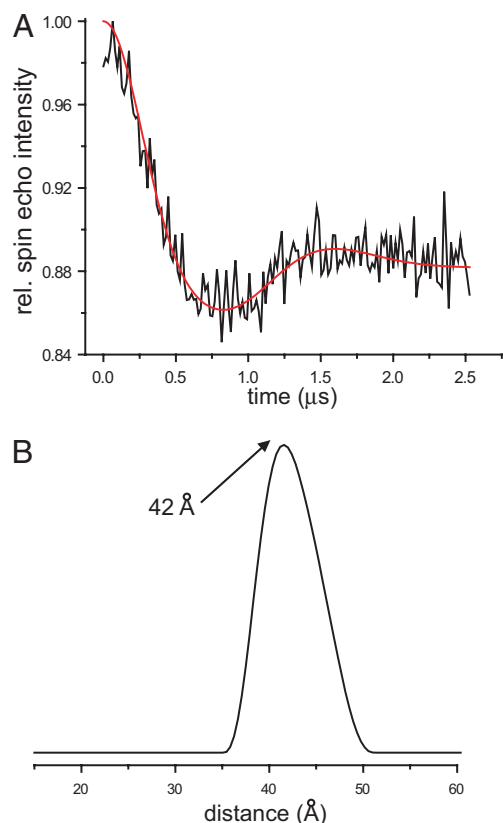 A
rel. spin echo intensity
1.00
0.96
0.92
0.88
0.84
0.0 0.5 1.0 1.5 2.0 2.5
time (μs)
B
42 Å
20 30 40 50 60
distance (Å)